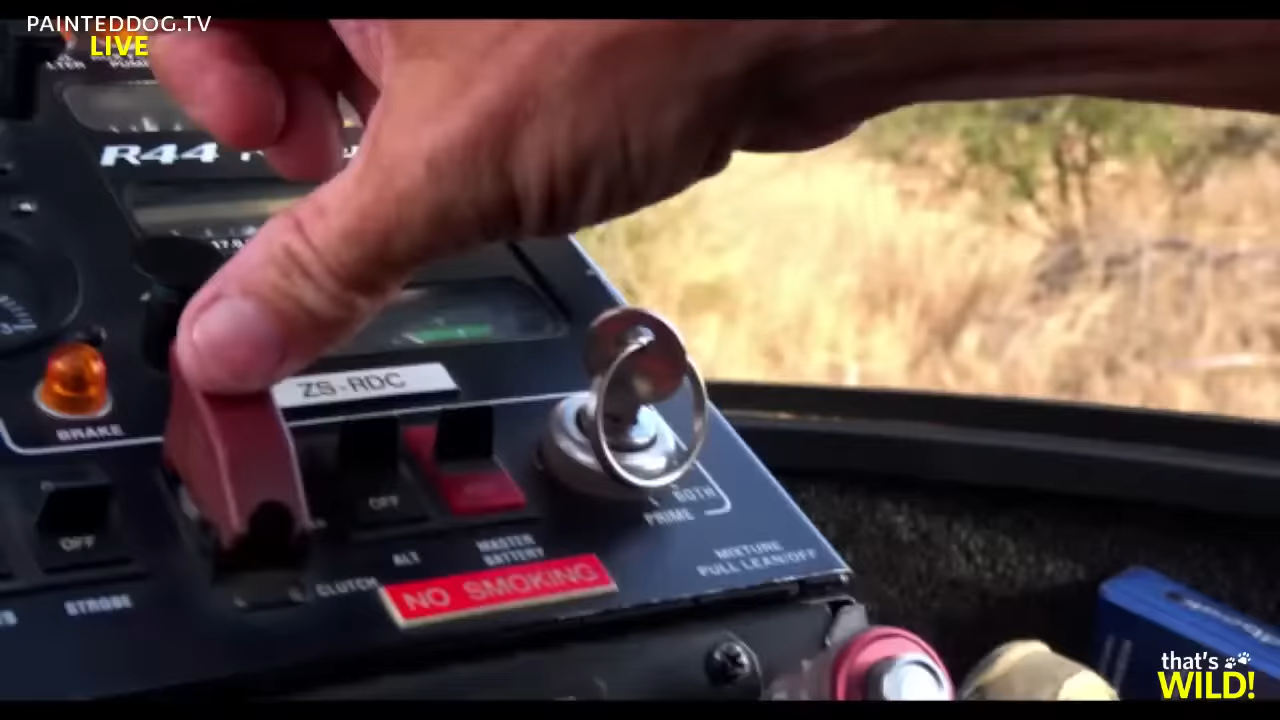 PAINTEDDOG.TV
LIVE
R44
ZS-RDC
BRAKE
OFF
OFF
BOTH
PRIME
ALT
MASTER
BATTERY
MIXTURE
PULL LEAN/OFF
CLUTCH
NO SMOKING
STROBE
that's
WILD!